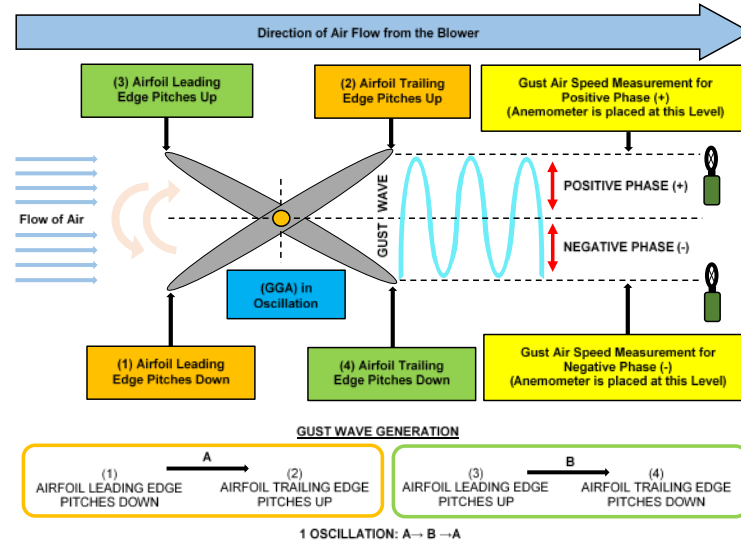 Direction of Air Flow from the Blower
(3) Airfoil Leading
Edge Pitches Up
(2) Airfoil Trailing
Edge Pitches Up
Gust Air Speed Measurement for
Positive Phase (+)
(Anemometer is placed at this Level)
Flow of Air
GUST WAVE
POSITIVE PHASE (+)
NEGATIVE PHASE (-)
(GGA) in
Oscillation
(1) Airfoil Leading
Edge Pitches Down
(4) Airfoil Trailing
Edge Pitches Down
Gust Air Speed Measurement for
Negative Phase (-)
(Anemometer is placed at this Level)
GUST WAVE GENERATION
A
(1)
AIRFOIL LEADING EDGE
PITCHES DOWN
(2)
AIRFOIL TRAILING EDGE
PITCHES UP
B
(3)
AIRFOIL LEADING EDGE
PITCHES UP
(4)
AIRFOIL TRAILING EDGE
PITCHES DOWN
1 OSCILLATION: A→ B →A